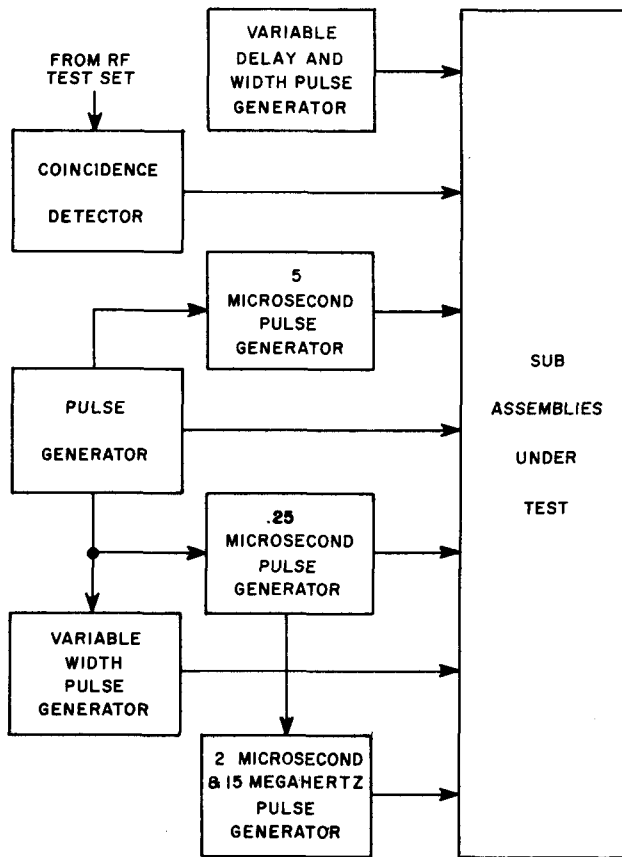 VARIABLE
DELAY AND
WIDTH PULSE
GENERATOR
FROM RF
TEST SET
COINCIDENCE
DETECTOR
5
MICROSECOND
PULSE
GENERATOR
PULSE
GENERATOR
SUB
ASSEMBLIES
UNDER
TEST
.25
MICROSECOND
PULSE
GENERATOR
VARIABLE
WIDTH
PULSE
GENERATOR
2 MICROSECOND
& 15 MEGAHERTZ
PULSE
GENERATOR